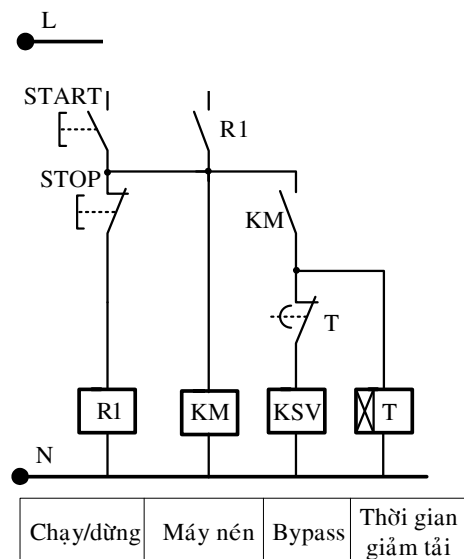 L
START
R1
STOP
KM
T
R1 KM KSV T
N
Chạy/dừng Máy nén Bypass Thời gian
giảm tải